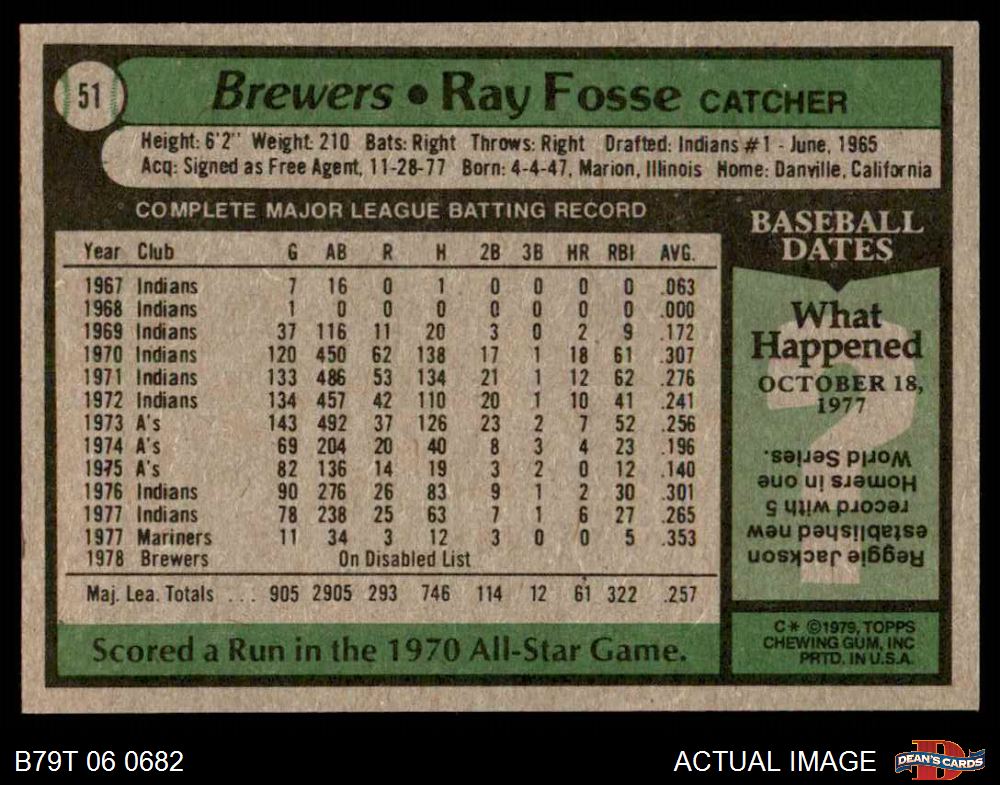 51
Brewers • Ray Fosse CATCHER
Height: 6'2" Weight: 210 Bats: Right Throws: Right Drafted: Indians #1 - June, 1965
Acq: Signed as Free Agent, 11-28-77 Born: 4-4-47, Marion, Illinois Home: Danville, California
COMPLETE MAJOR LEAGUE BATTING RECORD
Year Club G AB R H 2B 3B HR RBI AVG.
1967 Indians 7 16 0 1 0 0 0 0 .063
1968 Indians 1 0 0 0 0 0 0 0 .000
1969 Indians 37 116 11 20 3 0 2 9 .172
1970 Indians 120 450 62 138 17 1 18 61 .307
1971 Indians 133 486 53 134 21 1 12 62 .276
1972 Indians 134 457 42 110 20 1 10 41 .241
1973 A's 143 492 37 126 23 2 7 52 .256
1974 A's 69 204 20 40 8 3 4 23 .196
1975 A's 82 136 14 19 3 2 0 12 .140
1976 Indians 90 276 26 83 9 1 2 30 .301
1977 Indians 78 238 25 63 7 1 6 27 .265
1977 Mariners 11 34 3 12 3 0 0 5 .353
1978 Brewers On Disabled List
Maj. Lea. Totals ... 905 2905 293 746 114 12 61 322 .257
Scored a Run in the 1970 All-Star Game.
BASEBALL
DATES
What
Happened
OCTOBER 18,
1977
Reggie Jackson
established new
record with 5
Homers in one
World Series.
C* ©1979, TOPPS
CHEWING GUM, INC
PRTD. IN U.S.A.
B79T 06 0682
ACTUAL IMAGE
DEAN'S CARDS